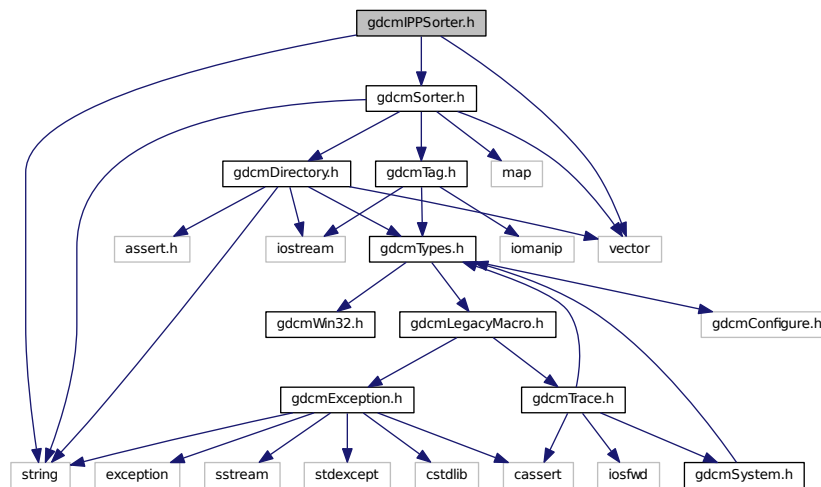 gdcmIPPSorter.h
gdcmSorter.h
gdcmDirectory.h
gdcmTag.h
map
assert.h
iostream
gdcmTypes.h
iomanip
vector
gdcmWin32.h
gdcmLegacyMacro.h
gdcmConfigure.h
gdcmException.h
gdcmTrace.h
string
exception
sstream
stdexcept
cstdlib
cassert
iosfwd
gdcmSystem.h